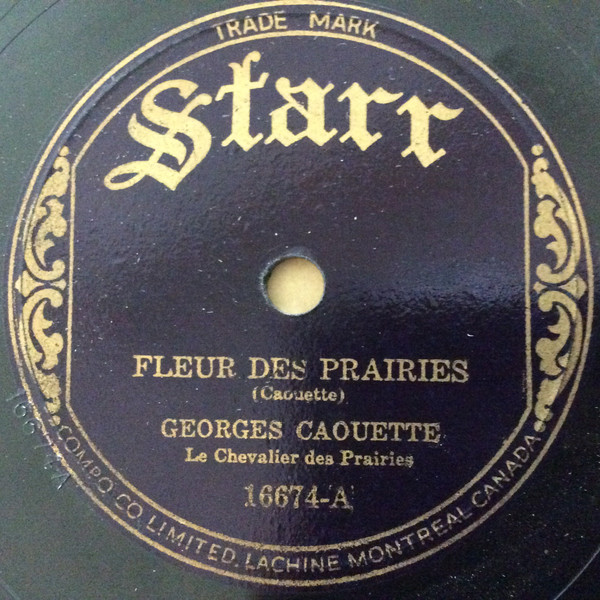 TRADE MARK
Starr
FLEUR DES PRAIRIES
(Caouette)
GEORGES CAOUETTE
Le Chevalier des Prairies
16674-A
COMPO CO. LIMITED. LACHINE MONTREAL CANADA